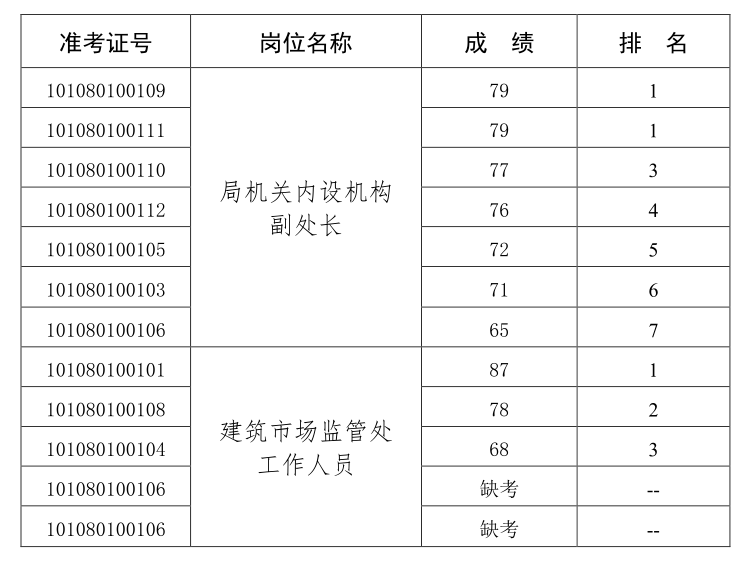 准考证号 岗位名称 成 绩 排 名
101080100109 79 1
101080100111 79 1
101080100110 77 3
局机关内设机构
副处长
101080100112 76 4
101080100105 72 5
101080100103 71 6
101080100106 65 7
101080100101 87 1
101080100108 78 2
建筑市场监管处
工作人员
101080100104 68 3
101080100106 缺考 --
101080100106 缺考 --